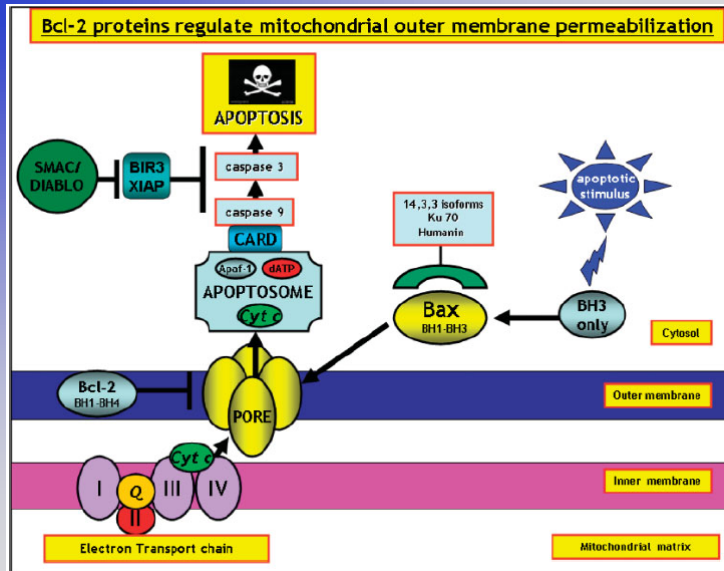 Bcl-2 proteins regulate mitochondrial outer membrane permeabilization
APOPTOSIS
SMAC/
DIABLO
BIR3
XIAP
caspase 3
caspase 9
CARD
Apaf-1
dATP
APOPTOSOME
Cyt c
14,3,3 isoforms
Ku 70
Humanin
apoptotic
stimulus
Bax
BH1-BH3
BH3
only
Cytosol
Bcl-2
BH1-BH4
PORE
Outer membrane
Cyt c
I
Q
III
IV
II
Inner membrane
Electron Transport chain
Mitochondrial matrix